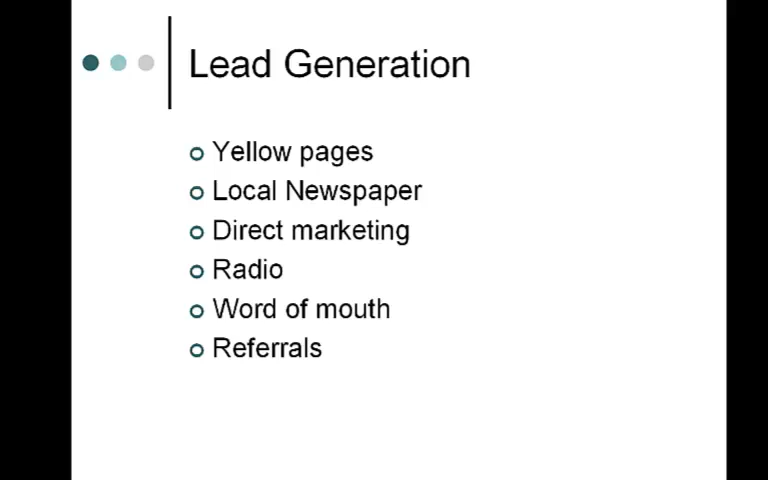 Lead Generation
Yellow pages
Local Newspaper
Direct marketing
Radio
Word of mouth
Referrals